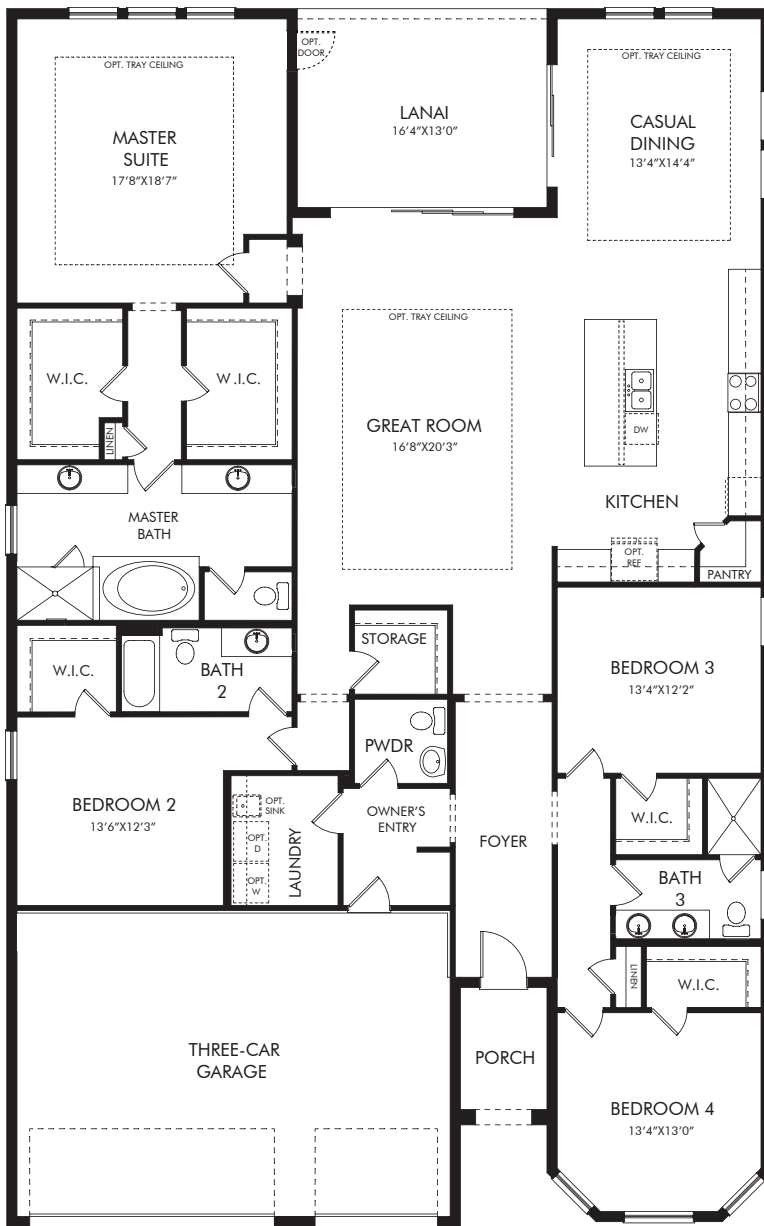 OPT. TRAY CEILING
MASTER
SUITE
17'8"X18'7"
OPT.
DOOR
LANAI
16'4"X13'0"
OPT. TRAY CEILING
CASUAL
DINING
13'4"X14'4"
W.I.C.
W.I.C.
LINEN
OPT. TRAY CEILING
GREAT ROOM
16'8"X20'3"
DW
KITCHEN
OPT.
REF
PANTRY
MASTER
BATH
W.I.C.
BATH
2
STORAGE
BEDROOM 3
13'4"X12'2"
PWDR
BEDROOM 2
13'6"X12'3"
OPT.
SINK
OPT.
D
OPT.
W
LAUNDRY
OWNER'S
ENTRY
FOYER
W.I.C.
BATH
3
LINEN
W.I.C.
THREE-CAR
GARAGE
PORCH
BEDROOM 4
13'4"X13'0"